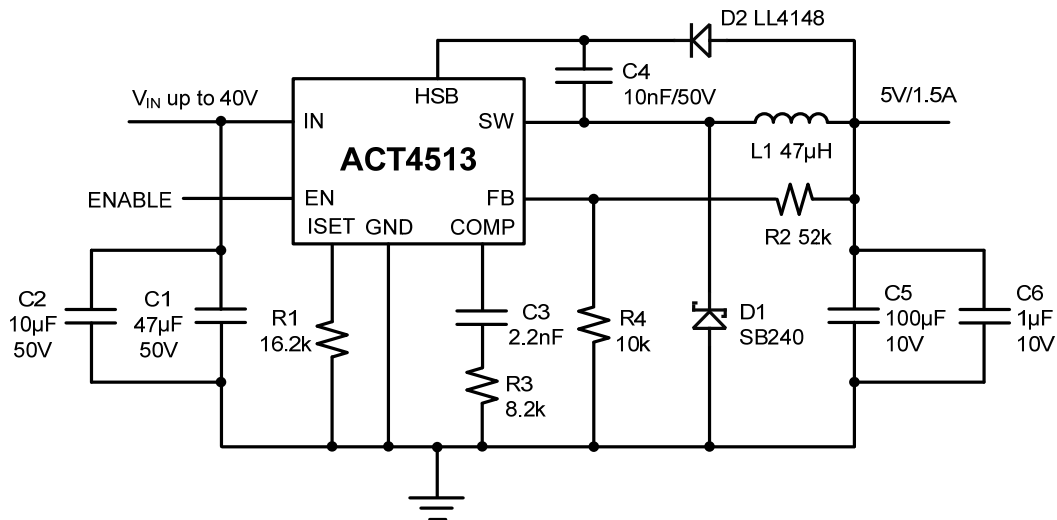 D2 LL4148
C4
10nF/50V
HSB
V_IN up to 40V
5V/1.5A
IN
SW
L1 47µH
ACT4513
ENABLE
EN
FB
ISET
GND
COMP
R2 52k
C2
10µF
50V
C1
47µF
50V
R1
16.2k
C3
2.2nF
R3
8.2k
R4
10k
D1
SB240
C5
100µF
10V
C6
1µF
10V